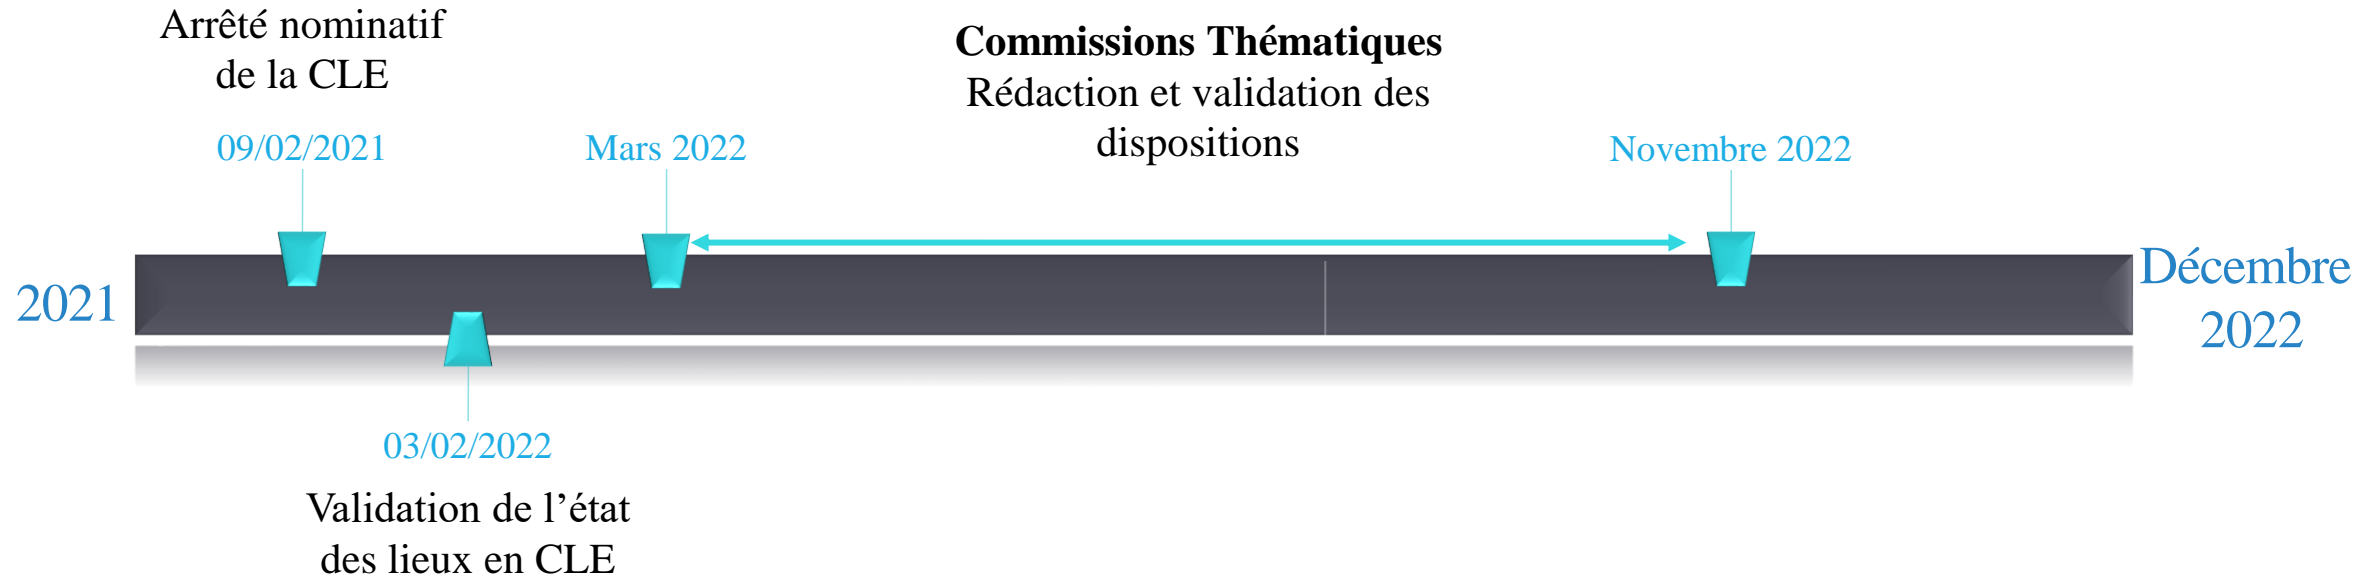 Arrêté nominatif
de la CLE
09/02/2021
Mars 2022
Commissions Thématiques
Rédaction et validation des
dispositions
Novembre 2022
2021
Décembre
2022
03/02/2022
Validation de l’état
des lieux en CLE